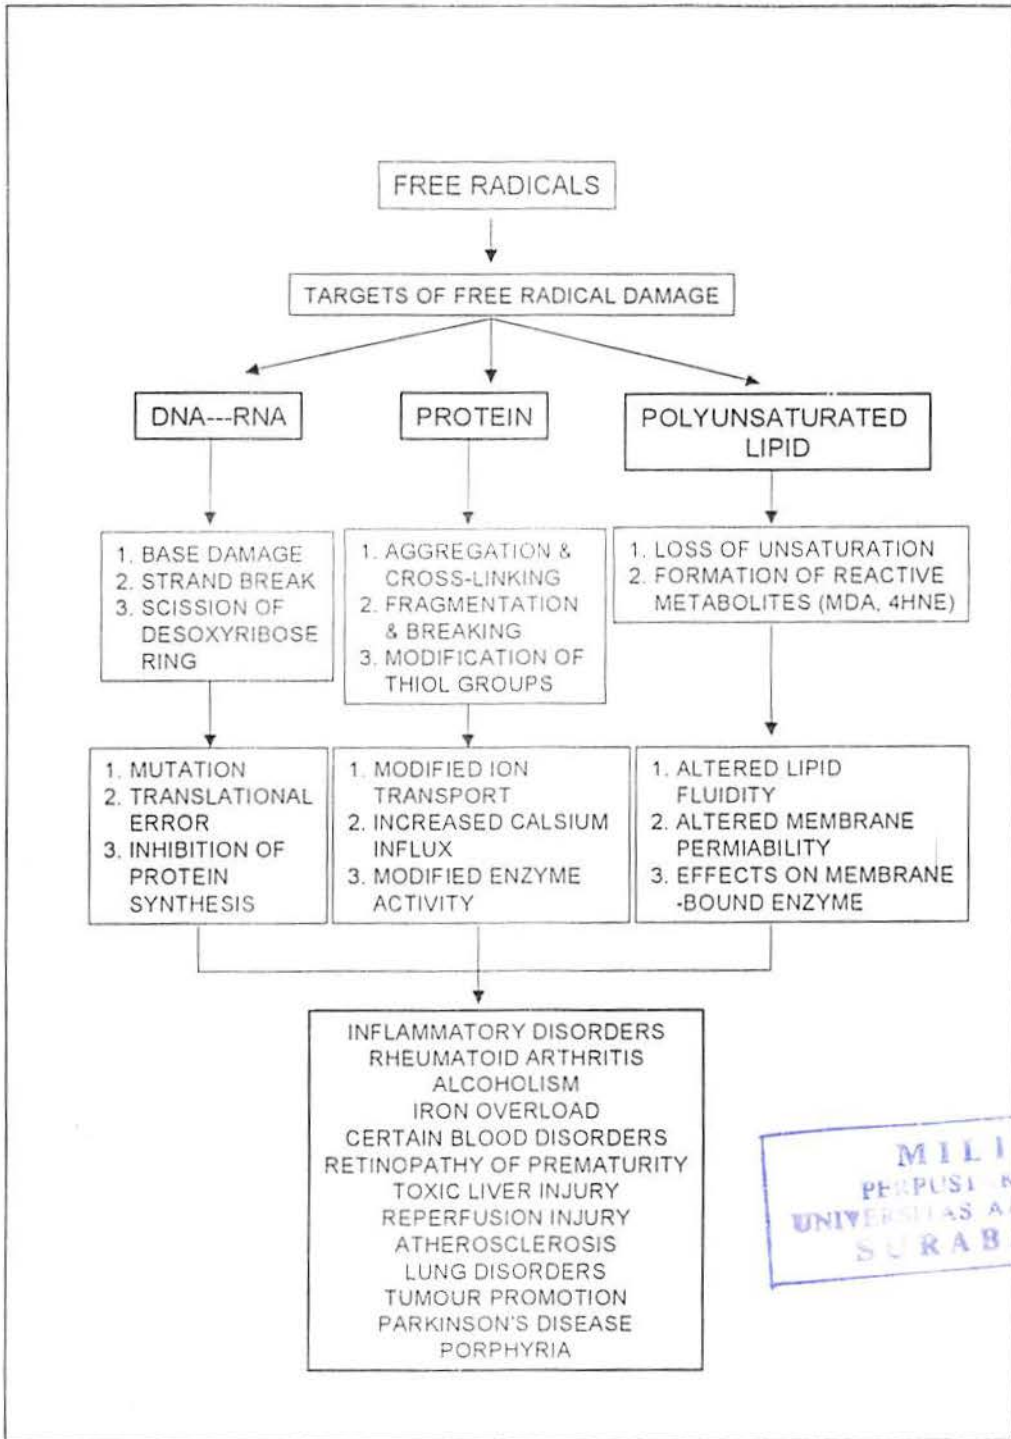 FREE RADICALS
TARGETS OF FREE RADICAL DAMAGE
DNA---RNA
PROTEIN
POLYUNSATURATED
LIPID
1. BASE DAMAGE
2. STRAND BREAK
3. SCISSION OF
DESOXYRIBOSE
RING
1. AGGREGATION &
CROSS-LINKING
2. FRAGMENTATION
& BREAKING
3. MODIFICATION OF
THIOL GROUPS
1. LOSS OF UNSATURATION
2. FORMATION OF REACTIVE
METABOLITES (MDA, 4HNE)
1. MUTATION
2. TRANSLATIONAL
ERROR
3. INHIBITION OF
PROTEIN
SYNTHESIS
1. MODIFIED ION
TRANSPORT
2. INCREASED CALSIUM
INFLUX
3. MODIFIED ENZYME
ACTIVITY
1. ALTERED LIPID
FLUIDITY
2. ALTERED MEMBRANE
PERMIABILITY
3. EFFECTS ON MEMBRANE
-BOUND ENZYME
INFLAMMATORY DISORDERS
RHEUMATOID ARTHRITIS
ALCOHOLISM
IRON OVERLOAD
CERTAIN BLOOD DISORDERS
RETINOPATHY OF PREMATURITY
TOXIC LIVER INJURY
REPERFUSION INJURY
ATHEROSCLEROSIS
LUNG DISORDERS
TUMOUR PROMOTION
PARKINSON'S DISEASE
PORPHYRIA
MILI
UNIVERSITAS A
SURAB